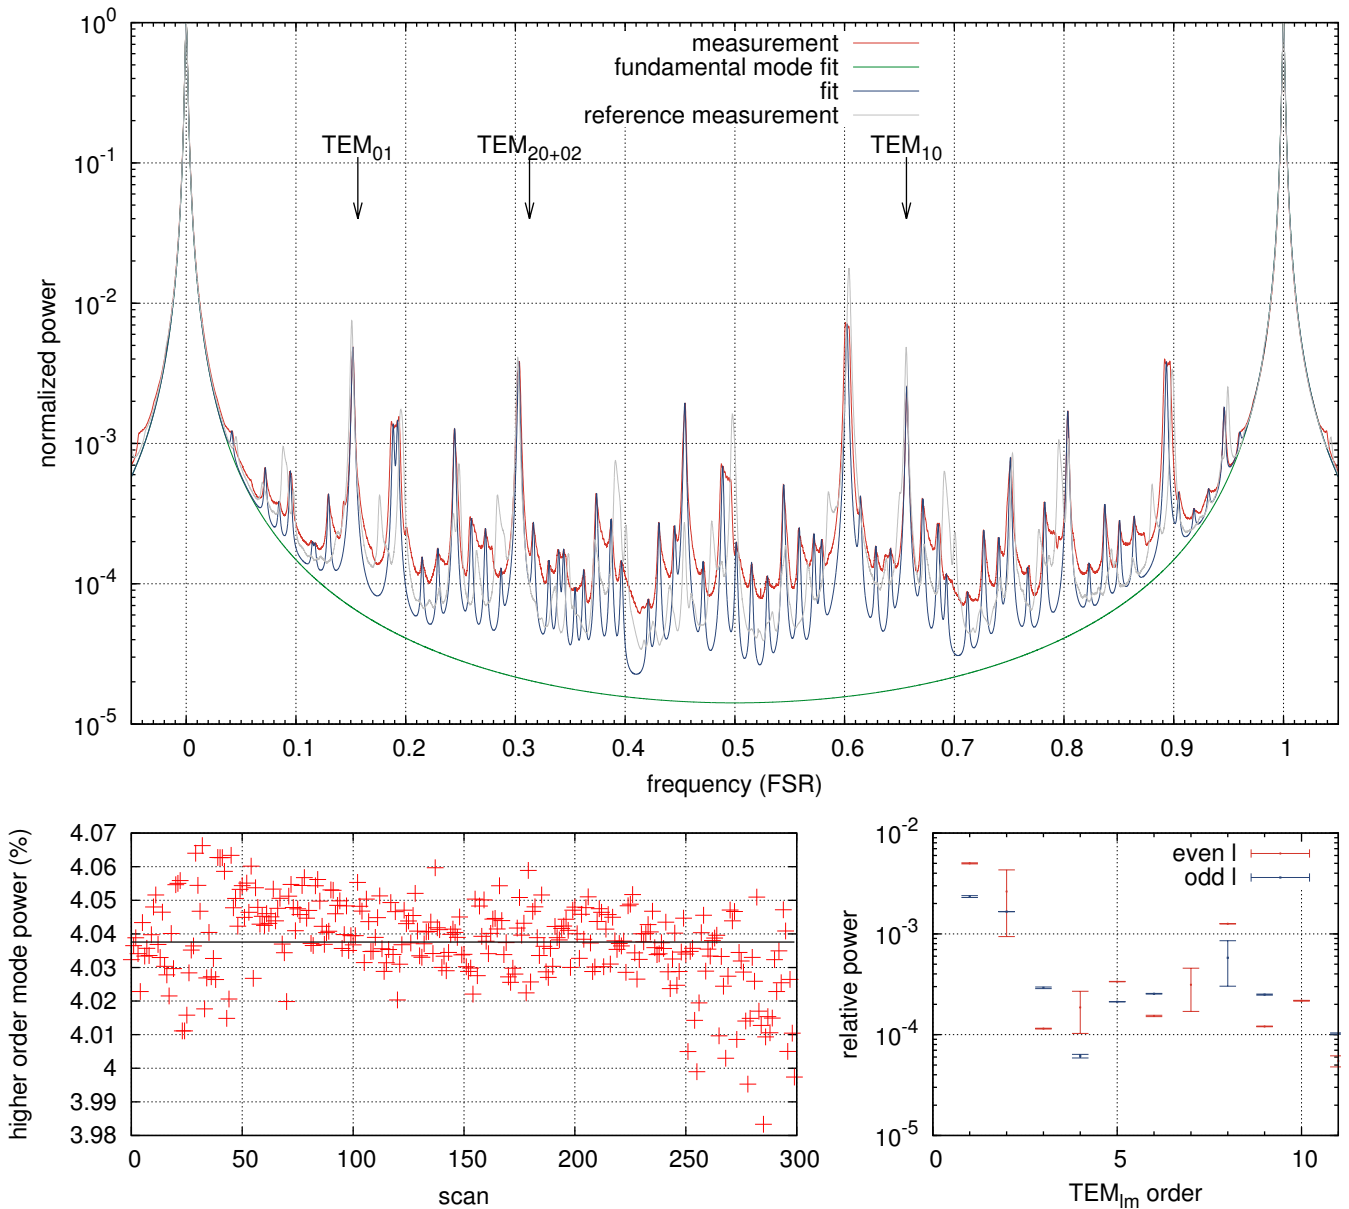 measurement
fundamental mode fit
fit
reference measurement
TEM01
TEM20+02
TEM10
normalized power
10^0
10^-1
10^-2
10^-3
10^-4
10^-5
0 0.1 0.2 0.3 0.4 0.5 0.6 0.7 0.8 0.9 1
frequency (FSR)
higher order mode power (%)
4.07
4.06
4.05
4.04
4.03
4.02
4.01
4
3.99
3.98
0 50 100 150 200 250 300
scan
relative power
10^-2
10^-3
10^-4
10^-5
even l
odd l
0 5 10
TEMlm order